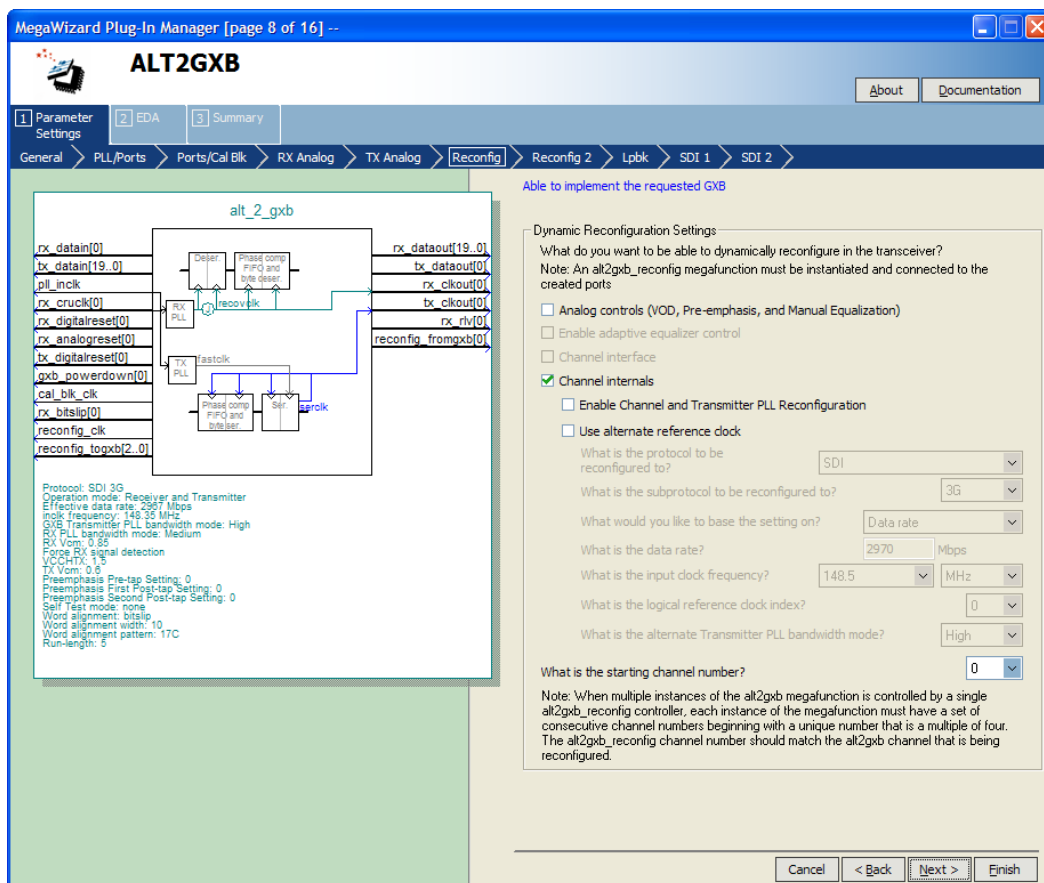 MegaWizard Plug-In Manager [page 8 of 16] --
ALT2GXB
About
Documentation
1 Parameter Settings
2 EDA
3 Summary
General
PLL/Ports
Ports/Cal Blk
RX Analog
TX Analog
Reconfig
Reconfig 2
Lpbk
SDI 1
SDI 2
alt_2_gxb
rx_datain[0]
tx_datain[19..0]
pll_inclk
rx_cruclk[0]
rx_digitalreset[0]
rx_analogreset[0]
tx_digitalreset[0]
gxb_powerdown[0]
cal_blk_clk
rx_bitslip[0]
reconfig_clk
reconfig_togxb[2..0]
Deser.
Phase comp
FIFO and
byte deser.
RX
PLL
recovclk
TX
PLL
fastclk
Phase comp
FIFO and
byte ser.
Ser.
serclk
rx_dataout[19..0]
tx_dataout[0]
rx_clkout[0]
tx_clkout[0]
rx_rlv[0]
reconfig_fromgxb[0]
Protocol: SDI 3G
Operation mode: Receiver and Transmitter
Effective data rate: 2967 Mbps
inclk frequency: 148.35 MHz
GXB Transmitter PLL bandwidth mode: High
RX PLL bandwidth mode: Medium
RX Vcm: 0.85
Force RX signal detection
VCCHTX: 1.5
TX Vcm: 0.6
Preemphasis Pre-tap Setting: 0
Preemphasis First Post-tap Setting: 0
Preemphasis Second Post-tap Setting: 0
Self Test mode: none
Word alignment: bitslip
Word alignment width: 10
Word alignment pattern: 17C
Run-length: 5
Able to implement the requested GXB
Dynamic Reconfiguration Settings
What do you want to be able to dynamically reconfigure in the transceiver?
Note: An alt2gxb_reconfig megafunction must be instantiated and connected to the
created ports
Analog controls (VOD, Pre-emphasis, and Manual Equalization)
Enable adaptive equalizer control
Channel interface
Channel internals
Enable Channel and Transmitter PLL Reconfiguration
Use alternate reference clock
What is the protocol to be
reconfigured to?
SDI
What is the subprotocol to be reconfigured to?
3G
What would you like to base the setting on?
Data rate
What is the data rate?
2970
Mbps
What is the input clock frequency?
148.5
MHz
What is the logical reference clock index?
0
What is the alternate Transmitter PLL bandwidth mode?
High
What is the starting channel number?
0
Note: When multiple instances of the alt2gxb megafunction is controlled by a single
alt2gxb_reconfig controller, each instance of the megafunction must have a set of
consecutive channel numbers beginning with a unique number that is a multiple of four.
The alt2gxb_reconfig channel number should match the alt2gxb channel that is being
reconfigured.
Cancel
< Back
Next >
Finish